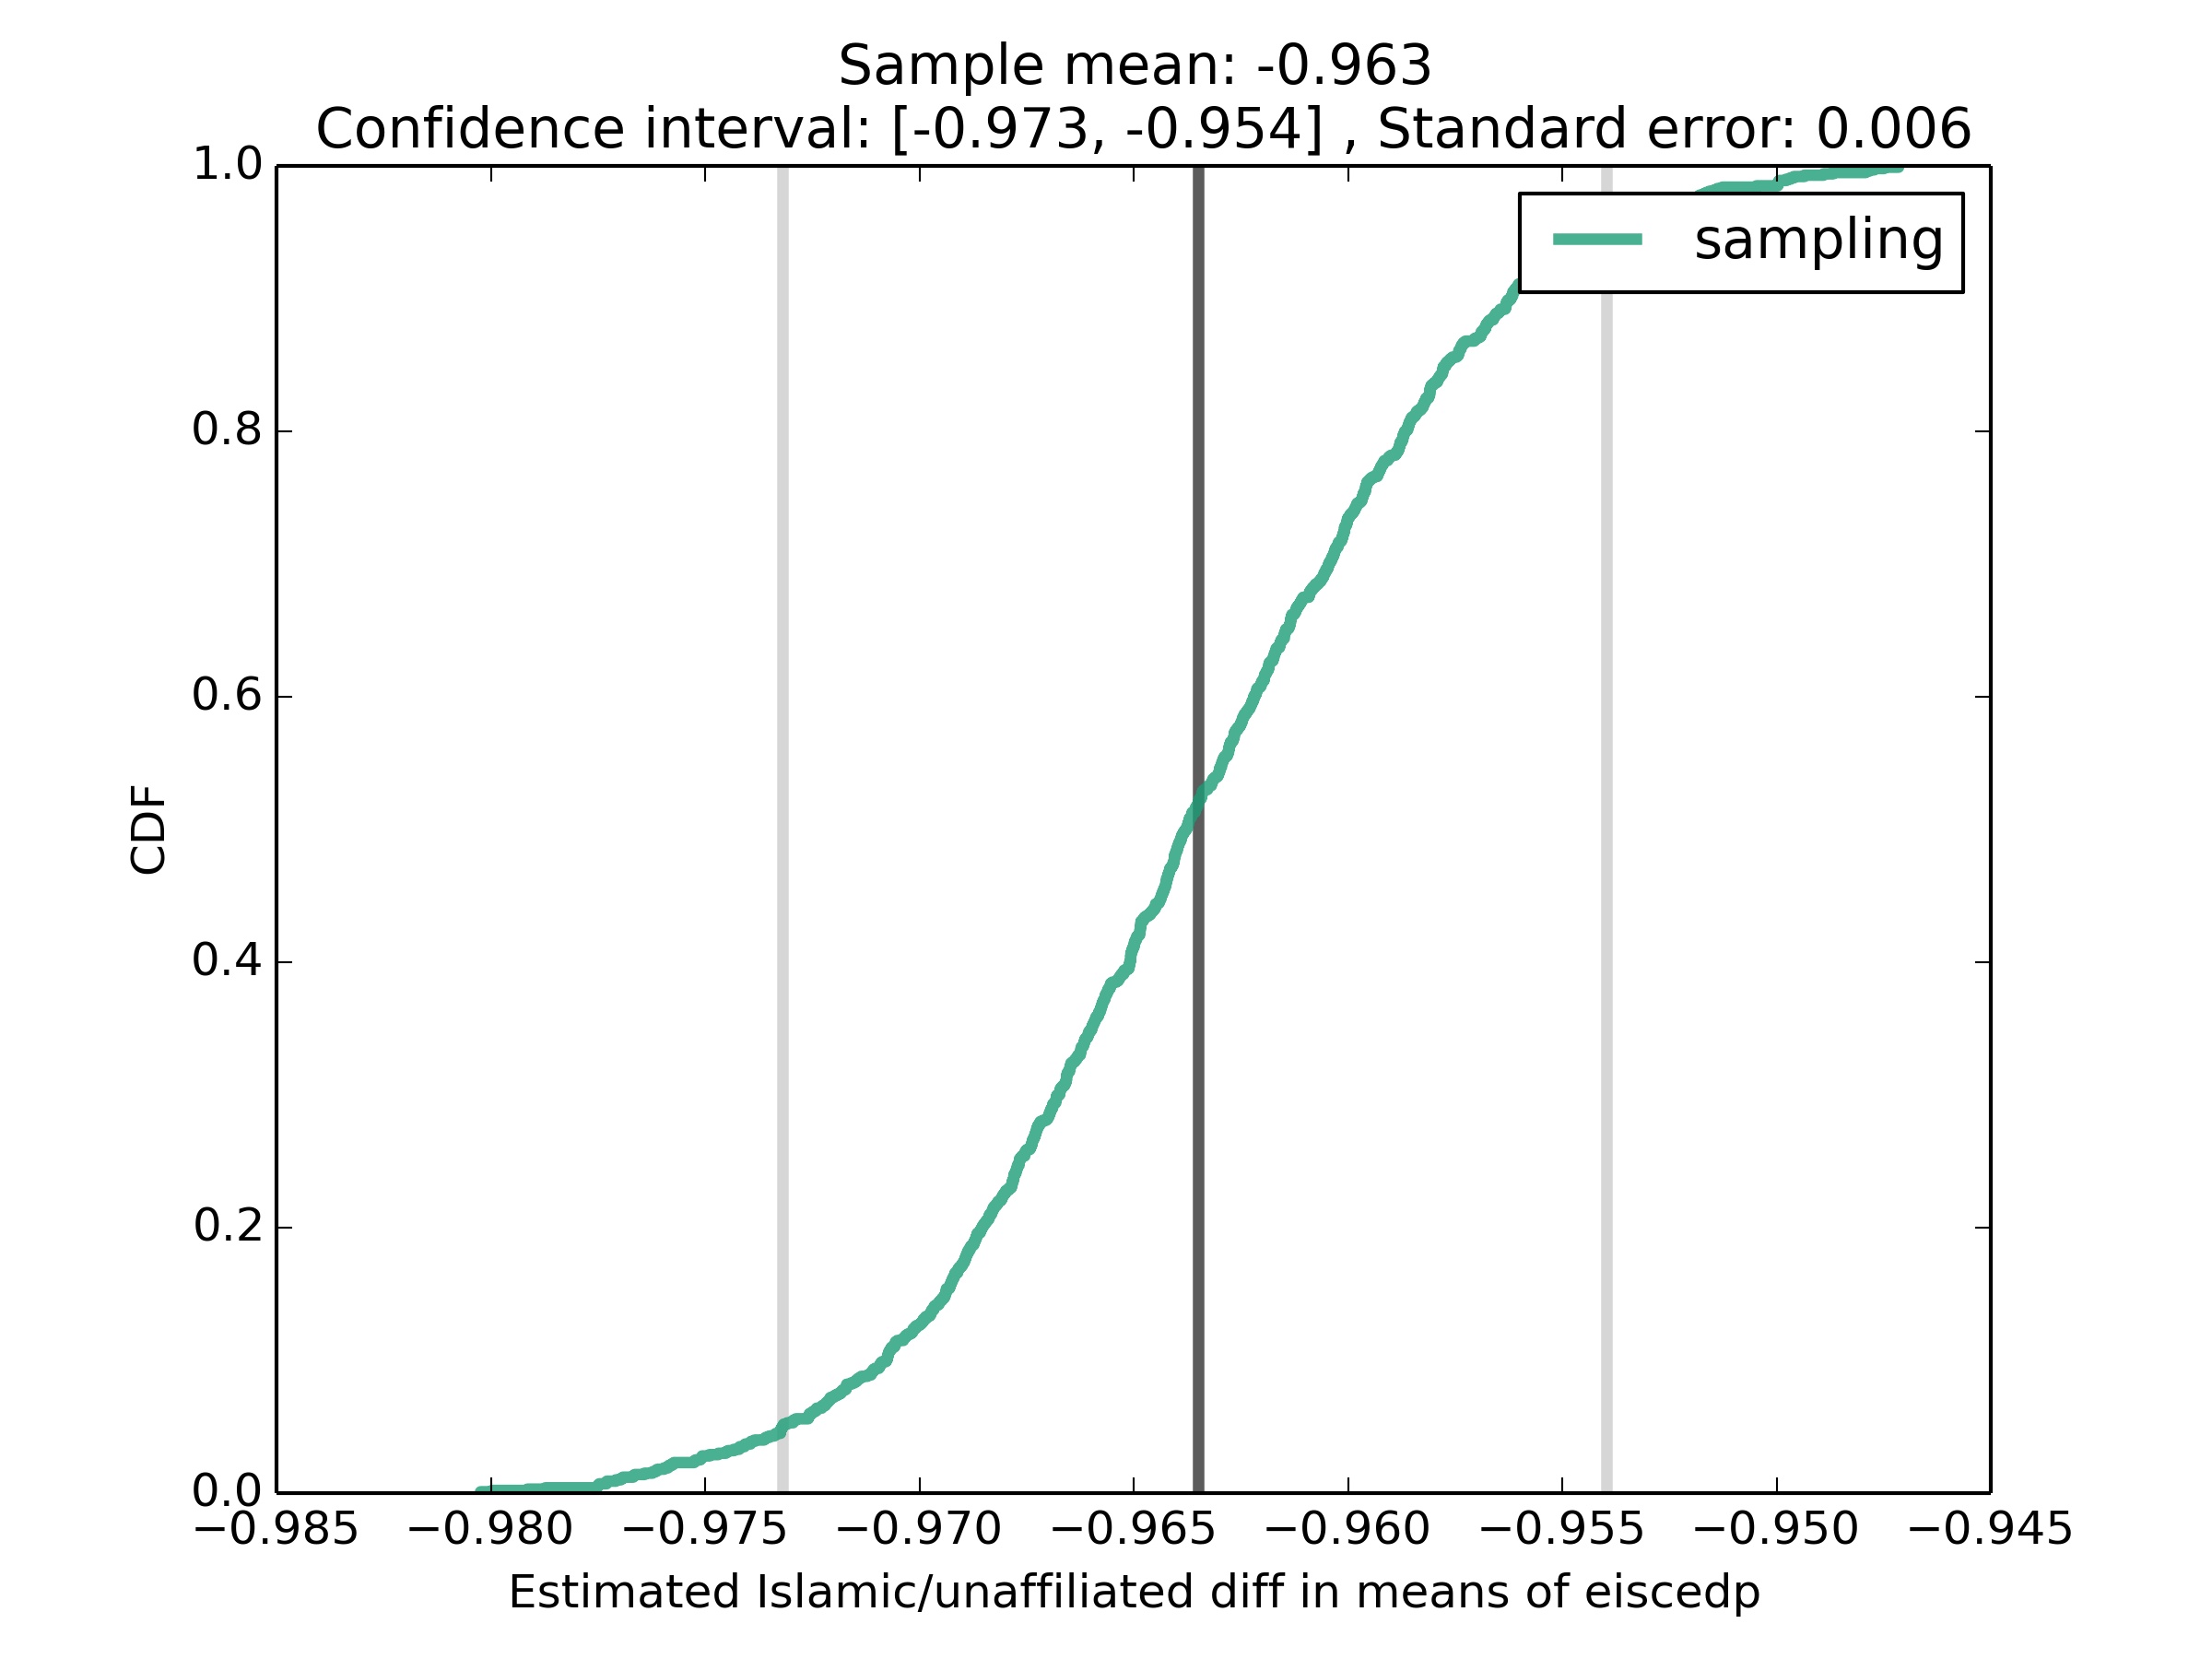 Sample mean: -0.963
Confidence interval: [-0.973, -0.954] , Standard error: 0.006
1.0
sampling
0.8
0.6
CDF
0.4
0.2
0.0
−0.985 −0.980 −0.975 −0.970 −0.965 −0.960 −0.955 −0.950 −0.945
Estimated Islamic/unaffiliated diff in means of eiscedp